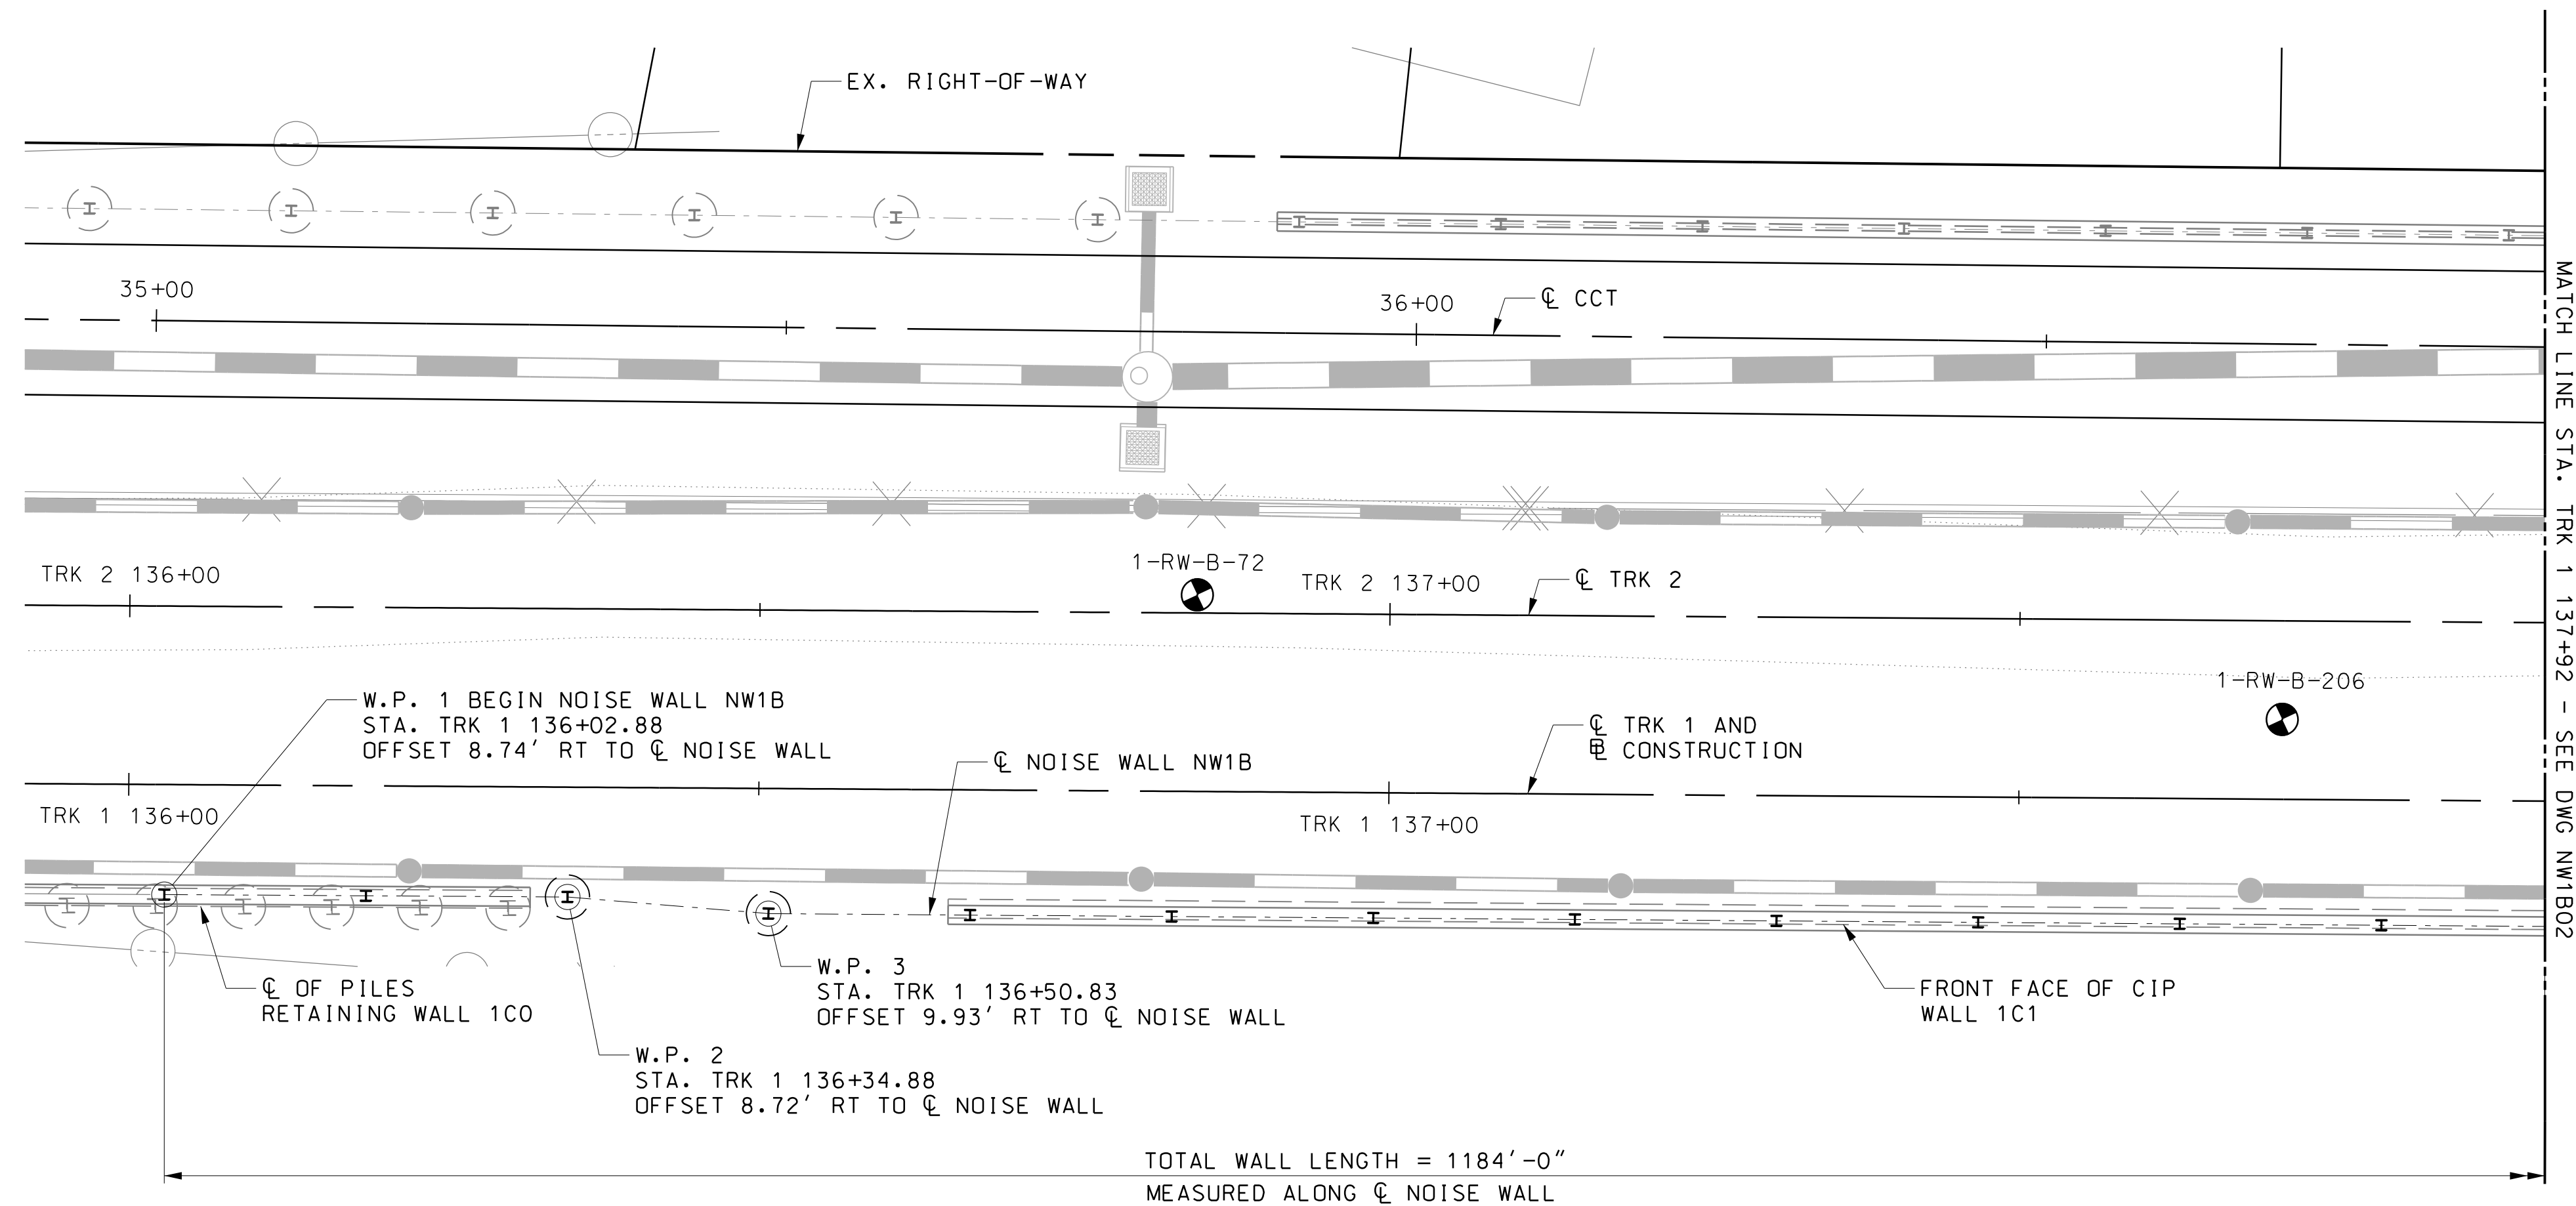 EX. RIGHT-OF-WAY
35+00
36+00
℄ CCT
1-RW-B-72
TRK 2 136+00
TRK 2 137+00
℄ TRK 2
1-RW-B-206
W.P. 1 BEGIN NOISE WALL NW1B
STA. TRK 1 136+02.88
OFFSET 8.74' RT TO ℄ NOISE WALL
℄ NOISE WALL NW1B
℄ TRK 1 AND
BL CONSTRUCTION
TRK 1 136+00
TRK 1 137+00
℄ OF PILES
RETAINING WALL 1C0
W.P. 3
STA. TRK 1 136+50.83
OFFSET 9.93' RT TO ℄ NOISE WALL
FRONT FACE OF CIP
WALL 1C1
W.P. 2
STA. TRK 1 136+34.88
OFFSET 8.72' RT TO ℄ NOISE WALL
TOTAL WALL LENGTH = 1184'-0"
MEASURED ALONG ℄ NOISE WALL
MATCH LINE STA. TRK 1 137+92 - SEE DWG NW1B02